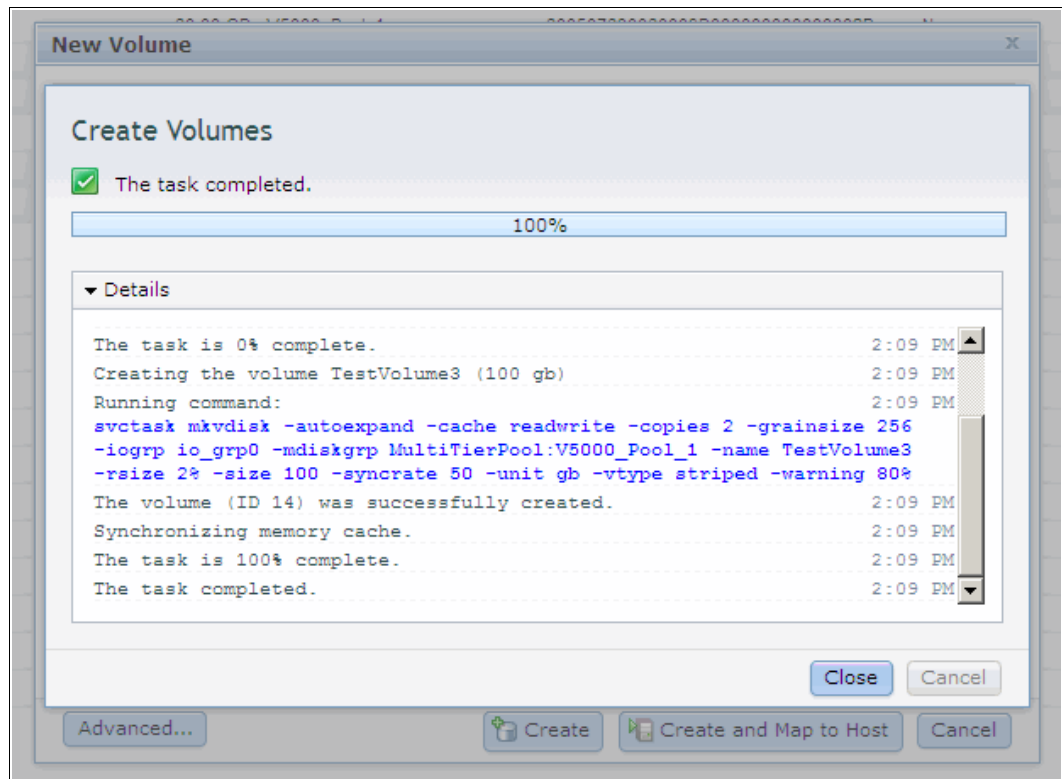 New Volume x
Create Volumes
The task completed.
100%
Details
The task is 0% complete. 2:09 PM
Creating the volume TestVolume3 (100 gb) 2:09 PM
Running command: 2:09 PM
svctask mkvdisk -autoexpand -cache readwrite -copies 2 -grainsize 256
-iogrp io_grp0 -mdiskgrp MultiTierPool:V5000_Pool_1 -name TestVolume3
-rsize 2% -size 100 -syncrate 50 -unit gb -vtype striped -warning 80%
The volume (ID 14) was successfully created. 2:09 PM
Synchronizing memory cache. 2:09 PM
The task is 100% complete. 2:09 PM
The task completed. 2:09 PM
Close Cancel
Advanced... Create Create and Map to Host Cancel